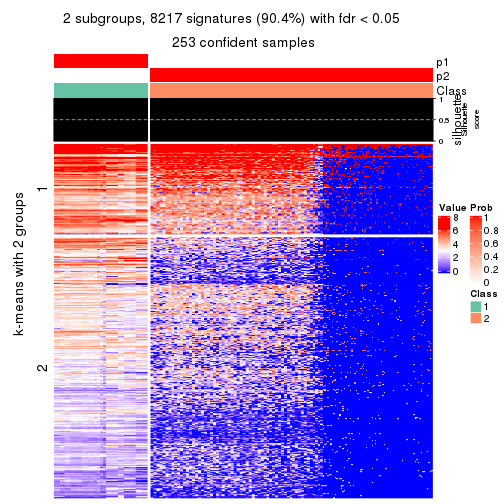 2 subgroups, 8217 signatures (90.4%) with fdr < 0.05
253 confident samples
p1
p2
Class
silhouette
Silhouette
score
1
0.5
0
k-means with 2 groups
1
2
Value
8
6
4
2
0
Prob
1
0.8
0.6
0.4
0.2
0
Class
1
2